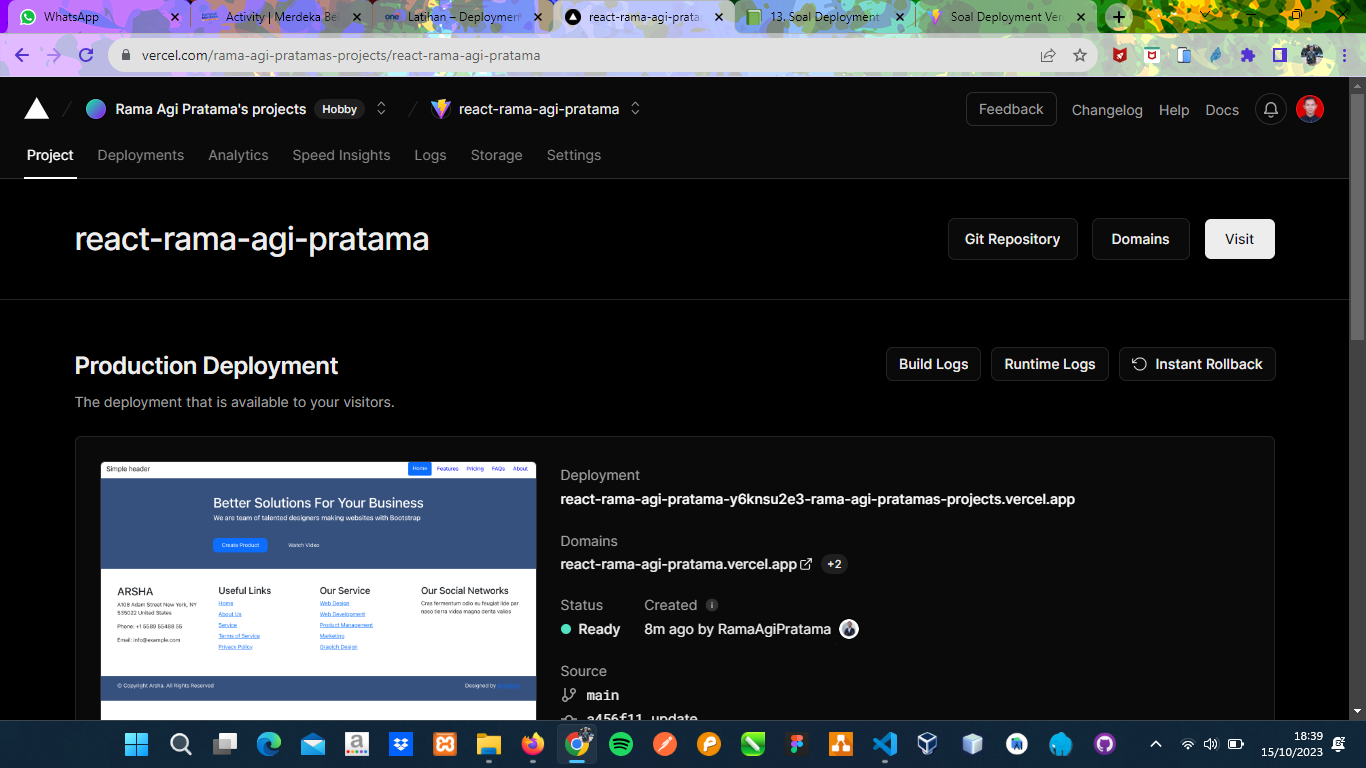 WhatsApp
Activity | Merdeka Be
one Latihan – Deploymen
react-rama-agi-prata
13. Soal Deployment
Soal Deployment Ver
vercel.com/rama-agi-pratamas-projects/react-rama-agi-pratama
Rama Agi Pratama's projects Hobby react-rama-agi-pratama
Feedback Changelog Help Docs
Project Deployments Analytics Speed Insights Logs Storage Settings
react-rama-agi-pratama
Git Repository Domains Visit
Production Deployment
Build Logs Runtime Logs Instant Rollback
The deployment that is available to your visitors.
Simple header Home Features Pricing FAQs About
Better Solutions For Your Business
We are team of talented designers making websites with Bootstrap
Create Product Watch Video
ARSHA
A108 Adam Street New York, NY
535022 United States
Phone: +1 5589 55488 55
Email: info@example.com
Useful Links
Home
About Us
Service
Terms of Service
Privacy Policy
Our Service
Web Design
Web Development
Product Management
Marketing
Graptch Design
Our Social Networks
Cras fermentum odio eu feugiat lide par
naso tierra videa magna derita valies
© Copyright Arsha. All Rights Reserved
Designed by
Deployment
react-rama-agi-pratama-y6knsu2e3-rama-agi-pratamas-projects.vercel.app
Domains
react-rama-agi-pratama.vercel.app +2
Status Created
Ready 8m ago by RamaAgiPratama
Source
main
a456f11 update
18:39
15/10/2023